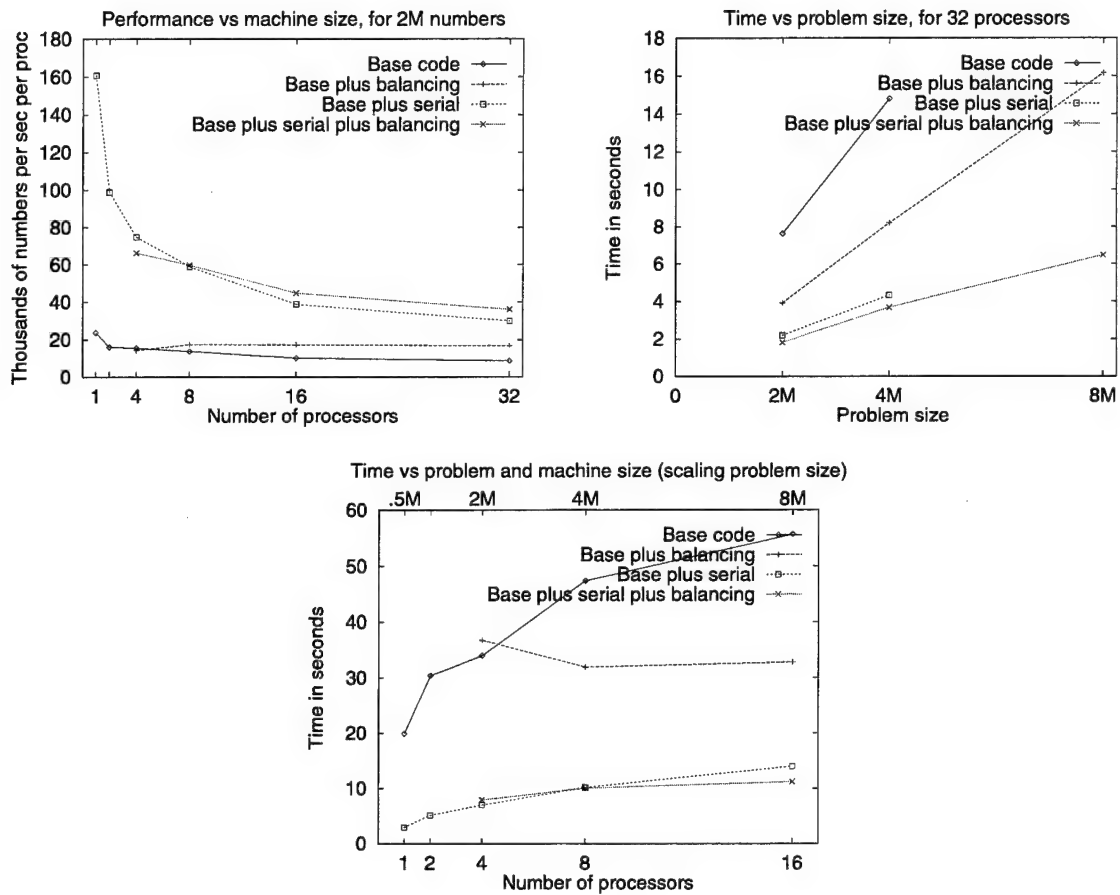 Performance vs machine size, for 2M numbers
180
160
140
120
100
80
60
40
20
0
Thousands of numbers per sec per proc
Base code
Base plus balancing
Base plus serial
Base plus serial plus balancing
1 4 8 16 32
Number of processors
Time vs problem size, for 32 processors
18
16
14
12
10
8
6
4
2
0
Time in seconds
Base code
Base plus balancing
Base plus serial
Base plus serial plus balancing
0 2M 4M 8M
Problem size
Time vs problem and machine size (scaling problem size)
.5M 2M 4M 8M
60
50
40
30
20
10
0
Time in seconds
Base code
Base plus balancing
Base plus serial
Base plus serial plus balancing
1 2 4 8 16
Number of processors